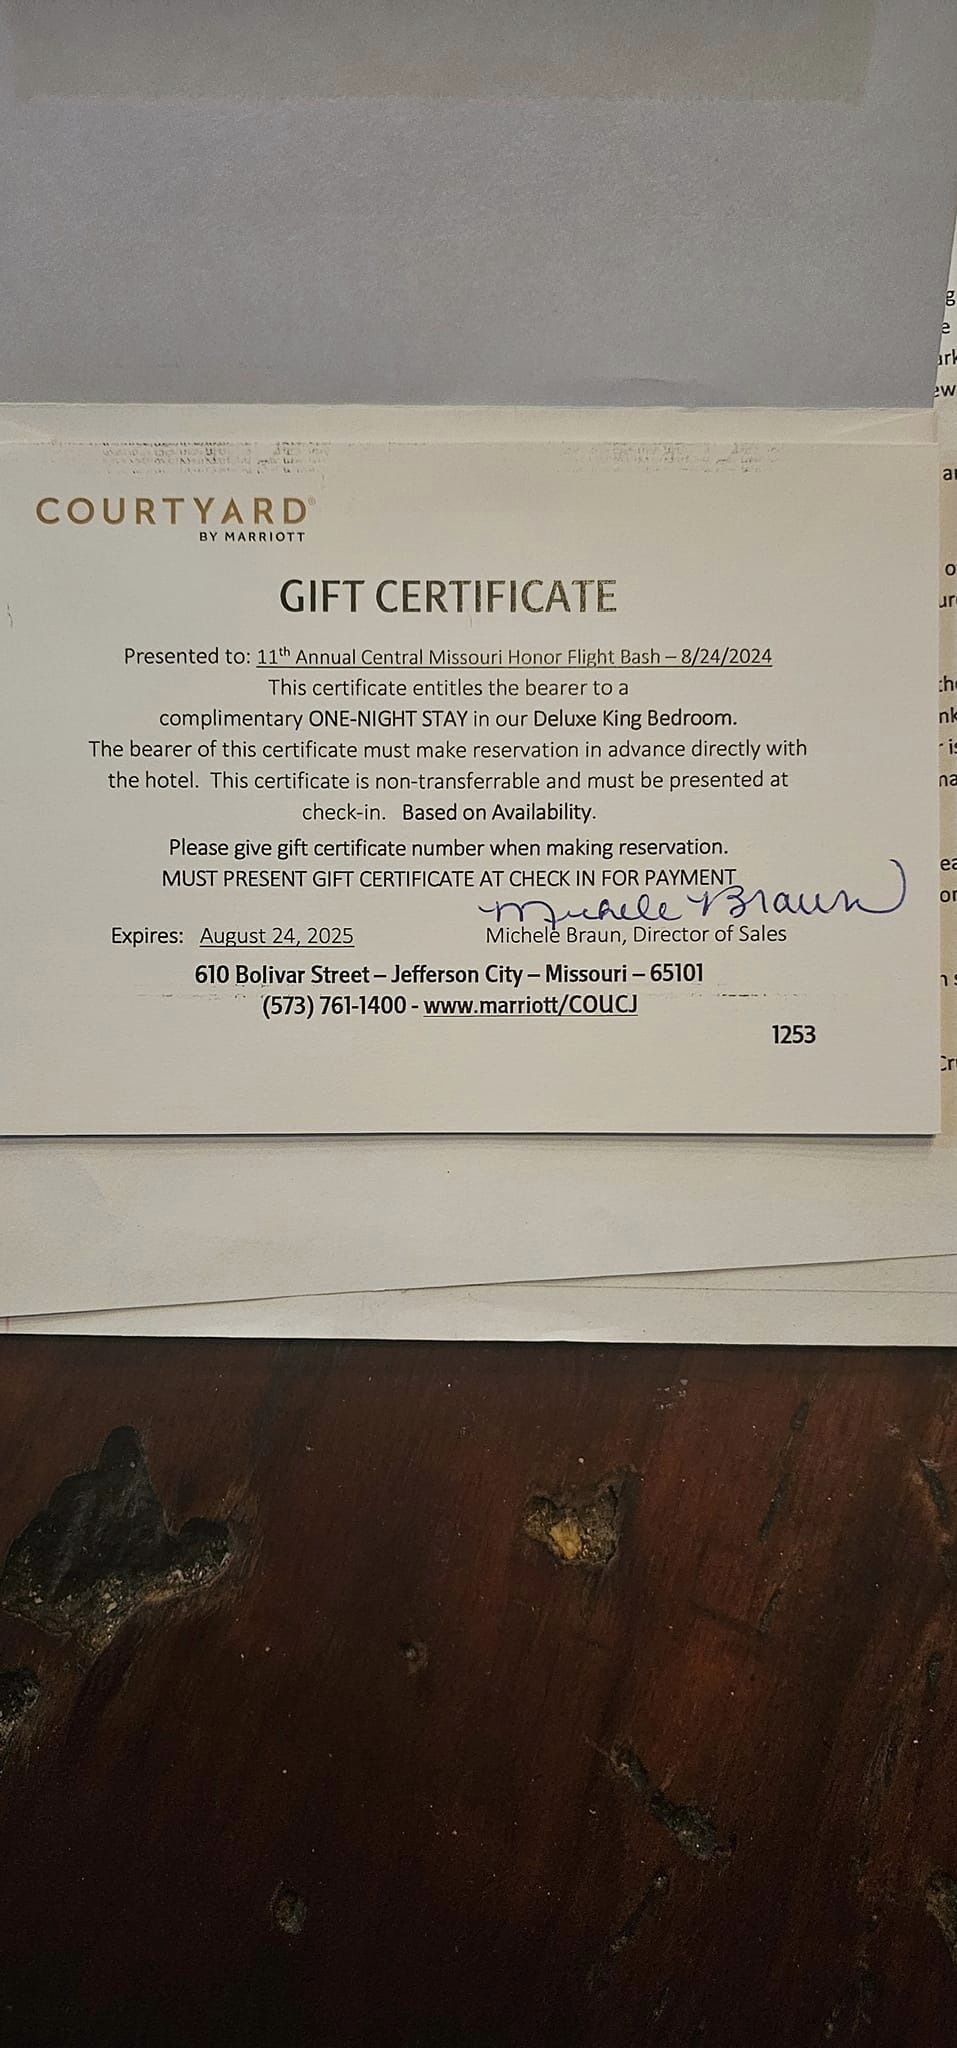 COURTYARD®
BY MARRIOTT
GIFT CERTIFICATE
Presented to: 11th Annual Central Missouri Honor Flight Bash – 8/24/2024
This certificate entitles the bearer to a
complimentary ONE-NIGHT STAY in our Deluxe King Bedroom.
The bearer of this certificate must make reservation in advance directly with
the hotel. This certificate is non-transferrable and must be presented at
check-in. Based on Availability.
Please give gift certificate number when making reservation.
MUST PRESENT GIFT CERTIFICATE AT CHECK IN FOR PAYMENT
Michele Braun
Expires: August 24, 2025
Michele Braun, Director of Sales
610 Bolivar Street – Jefferson City – Missouri – 65101
(573) 761-1400 - www.marriott/COUCJ
1253